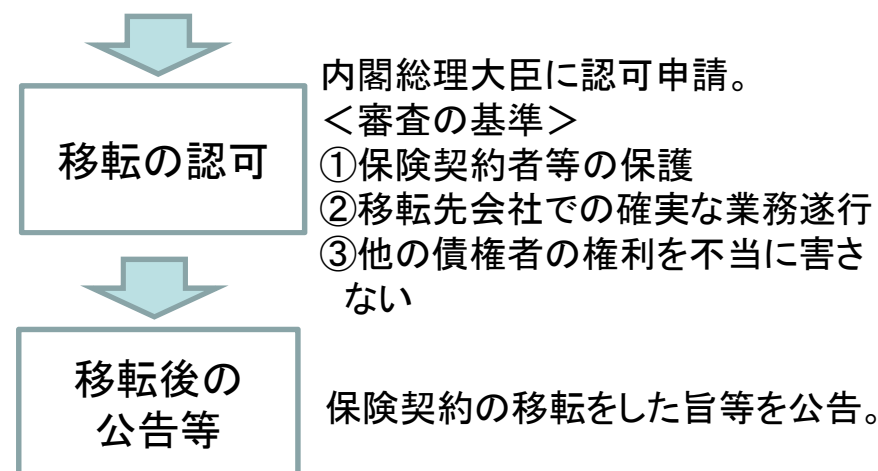 移転の認可
内閣総理大臣に認可申請。
＜審査の基準＞
①保険契約者等の保護
②移転先会社での確実な業務遂行
③他の債権者の権利を不当に害さ
ない
移転後の
公告等
保険契約の移転をした旨等を公告。